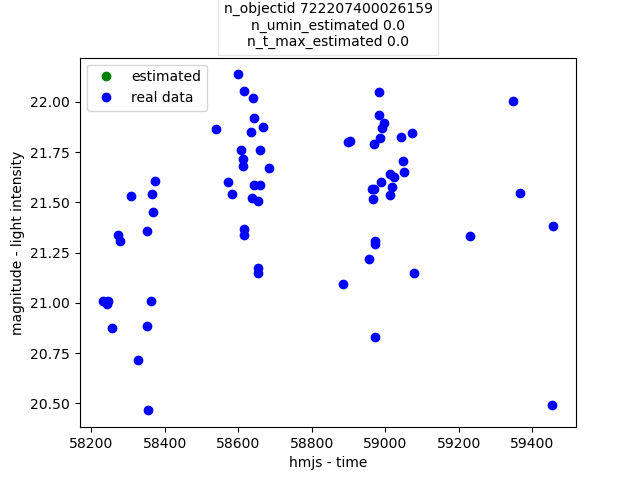 n_objectid 722207400026159
n_umin_estimated 0.0
n_t_max_estimated 0.0
estimated
real data
22.00
21.75
21.50
21.25
21.00
20.75
20.50
magnitude - light intensity
58200 58400 58600 58800 59000 59200 59400
hmjs - time